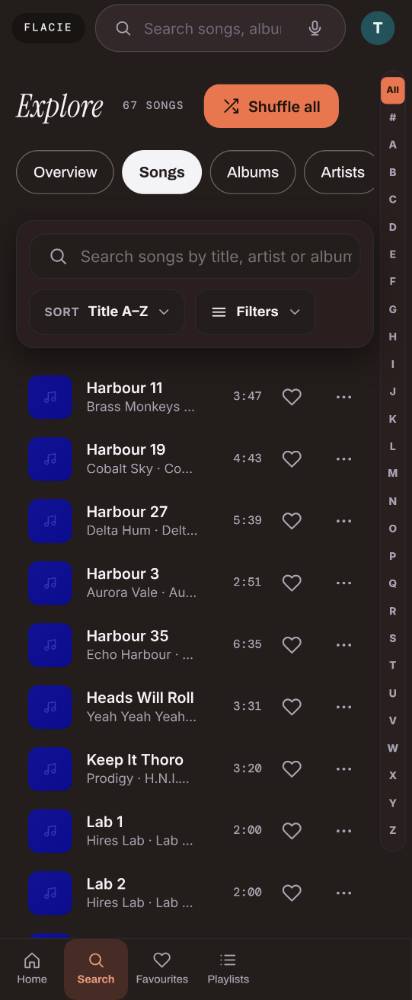 FLACIE
Search songs, albu
T
Explore
67 SONGS
Shuffle all
Overview
Songs
Albums
Artists
Search songs by title, artist or album
SORT Title A–Z
Filters
Harbour 11
3:47
Brass Monkeys ...
Harbour 19
4:43
Cobalt Sky · Co...
Harbour 27
5:39
Delta Hum · Delt...
Harbour 3
2:51
Aurora Vale · Au...
Harbour 35
6:35
Echo Harbour · ...
Heads Will Roll
3:31
Yeah Yeah Yeah...
Keep It Thoro
3:20
Prodigy · H.N.I....
Lab 1
2:00
Hires Lab · Lab ...
Lab 2
2:00
Hires Lab · Lab ...
All
#
A
B
C
D
E
F
G
H
I
J
K
L
M
N
O
P
Q
R
S
T
U
V
W
X
Y
Z
Home
Search
Favourites
Playlists